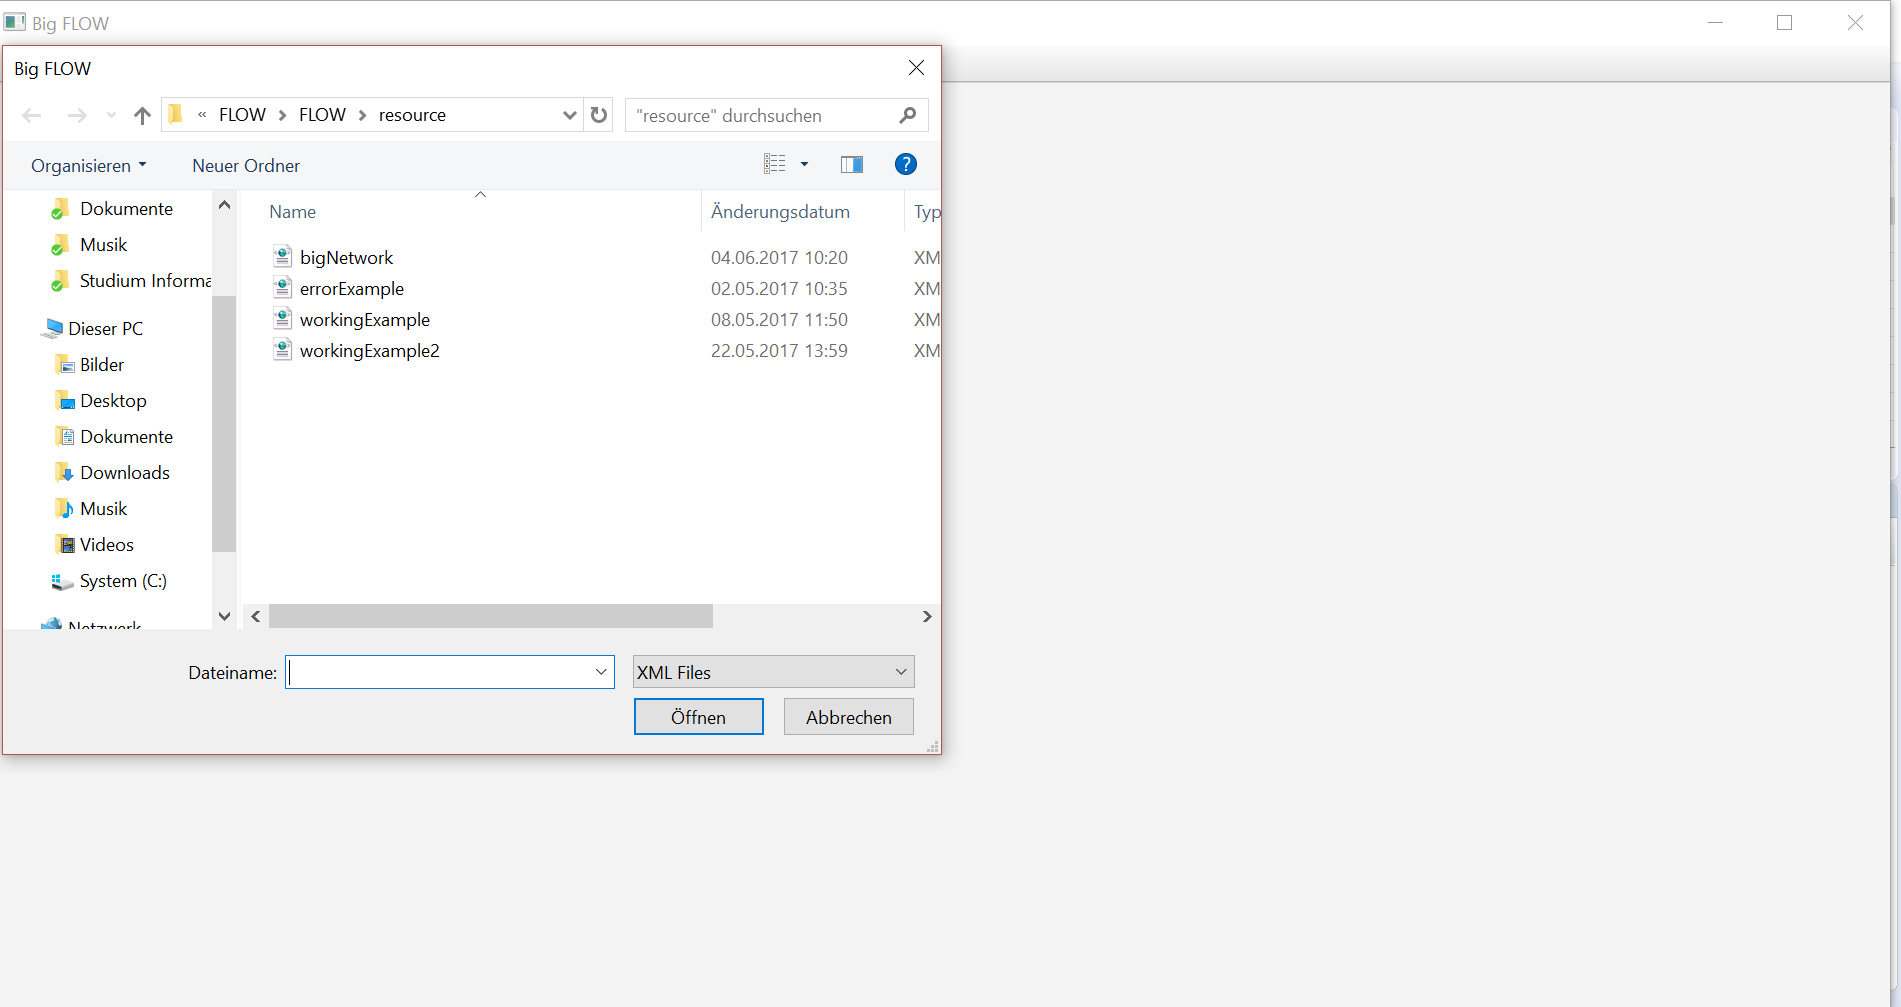 Big FLOW
Big FLOW
« FLOW > FLOW > resource
"resource" durchsuchen
Organisieren
Neuer Ordner
Dokumente
Musik
Studium Informa
Dieser PC
Bilder
Desktop
Dokumente
Downloads
Musik
Videos
System (C:)
Netzwerk
Name Änderungsdatum Typ
bigNetwork 04.06.2017 10:20 XM
errorExample 02.05.2017 10:35 XM
workingExample 08.05.2017 11:50 XM
workingExample2 22.05.2017 13:59 XM
Dateiname:
XML Files
Öffnen
Abbrechen